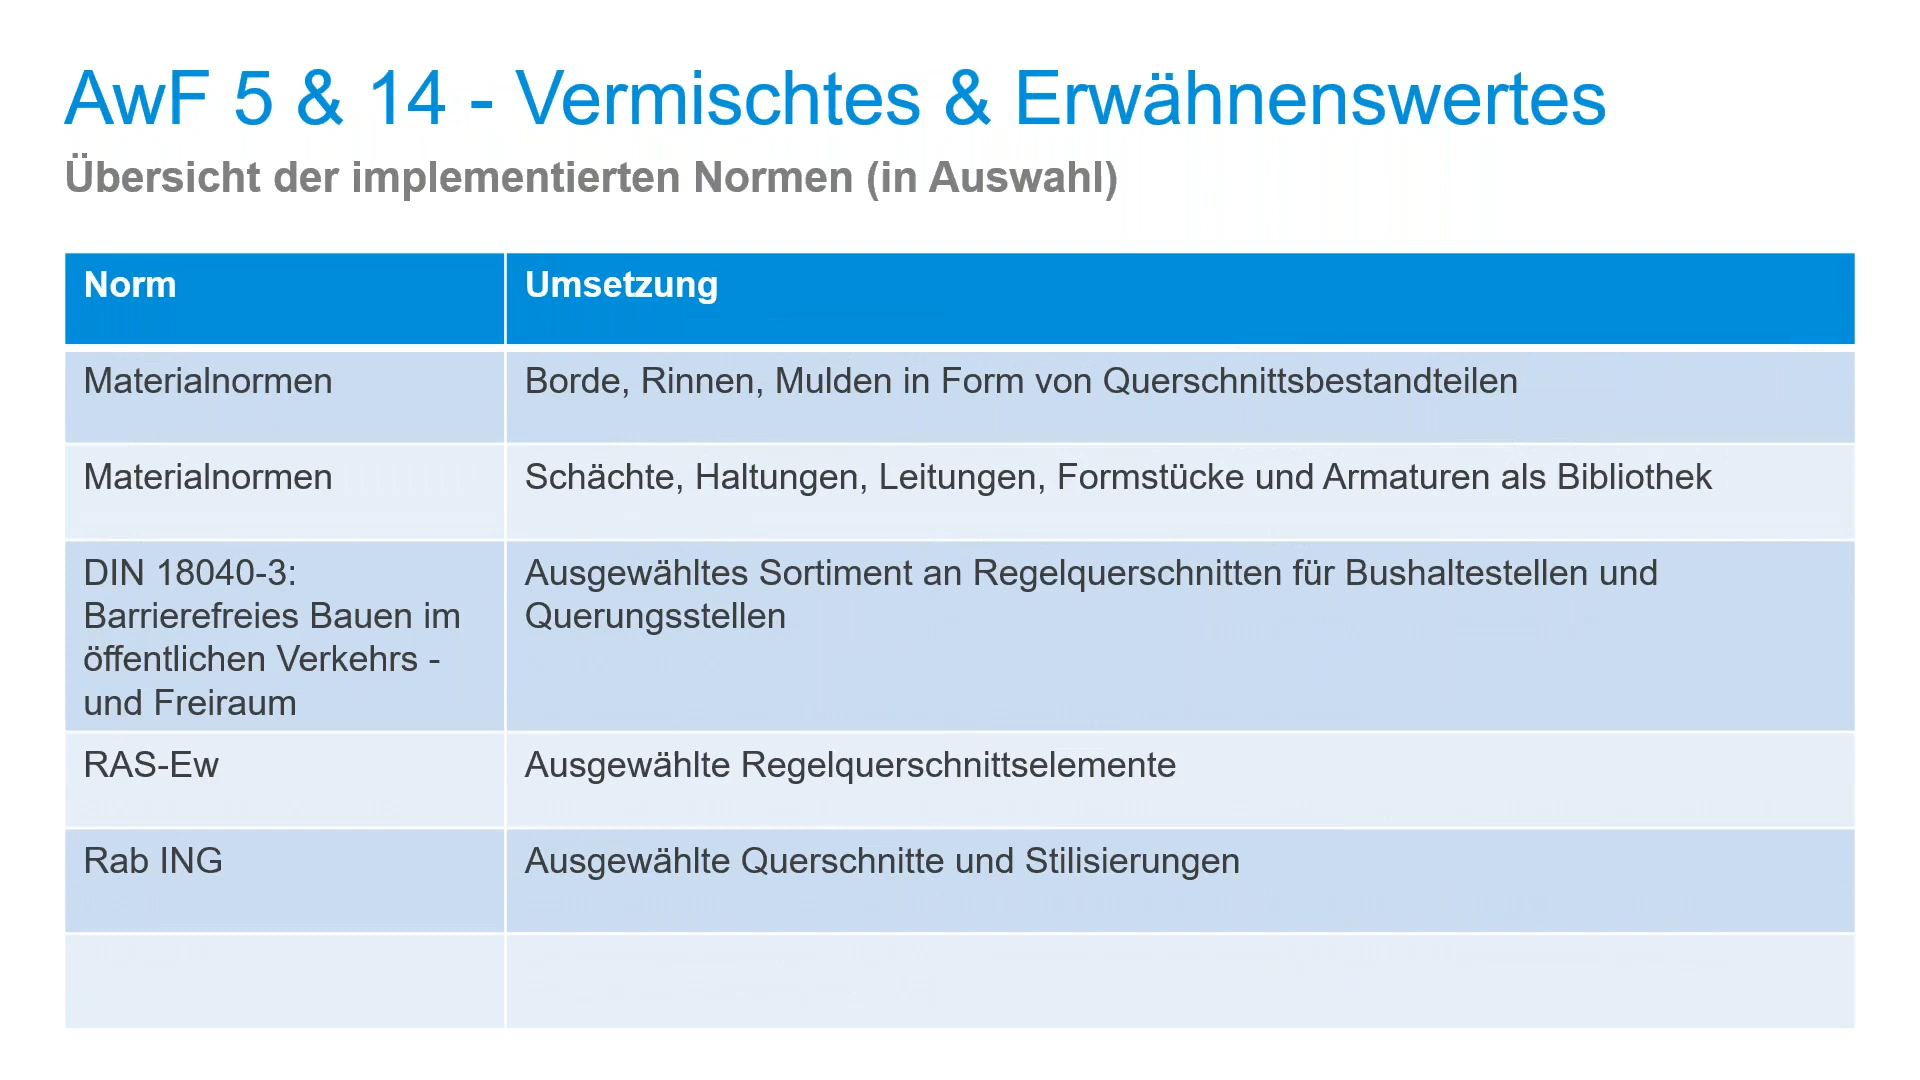 AwF 5 & 14 - Vermischtes & Erwähnenswertes
Übersicht der implementierten Normen (in Auswahl)
Norm
Umsetzung
Materialnormen
Borde, Rinnen, Mulden in Form von Querschnittsbestandteilen
Materialnormen
Schächte, Haltungen, Leitungen, Formstücke und Armaturen als Bibliothek
DIN 18040-3:
Barrierefreies Bauen im
öffentlichen Verkehrs -
und Freiraum
Ausgewähltes Sortiment an Regelquerschnitten für Bushaltestellen und
Querungsstellen
RAS-Ew
Ausgewählte Regelquerschnittselemente
Rab ING
Ausgewählte Querschnitte und Stilisierungen